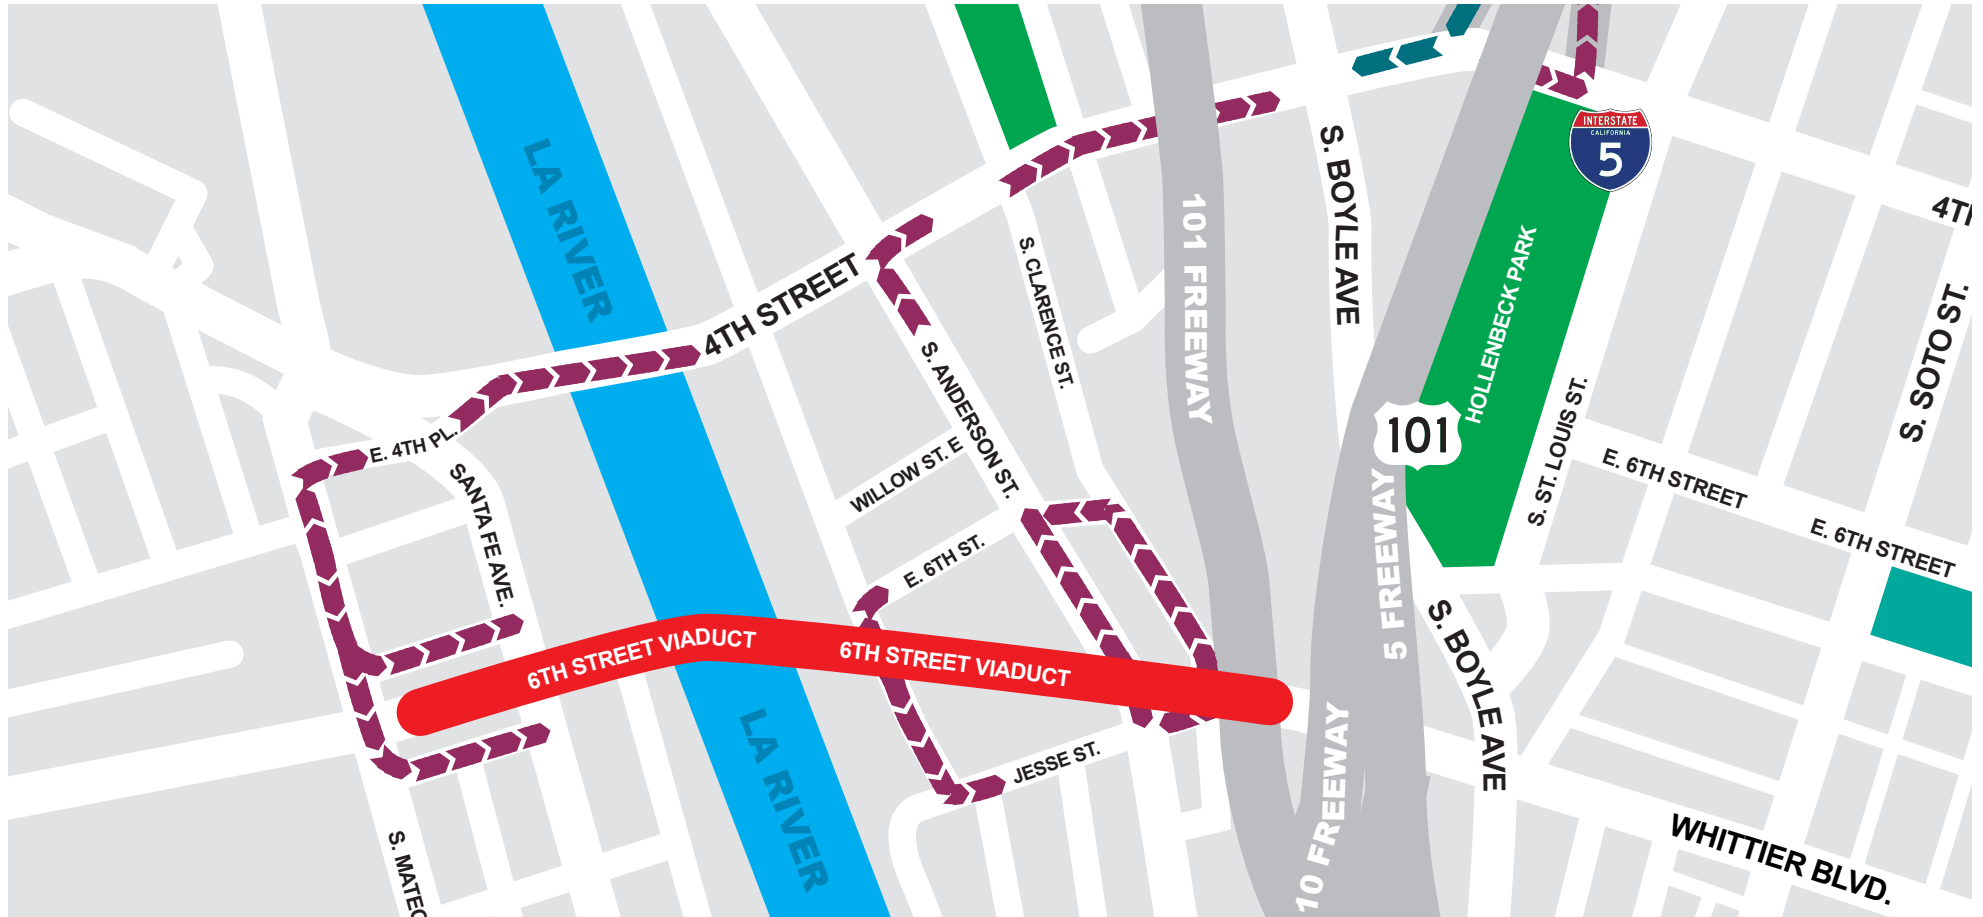 INTERSTATE
CALIFORNIA
5
LA RIVER
S. BOYLE AVE
4TH
101 FREEWAY
HOLLENBECK PARK
4TH STREET
S. CLARENCE ST.
S. SOTO ST.
S. ANDERSON ST.
E. 4TH PL.
101
S. ST. LOUIS ST.
WILLOW ST. E
SANTA FE AVE.
E. 6TH STREET
E. 6TH STREET
5 FREEWAY
E. 6TH ST.
6TH STREET VIADUCT
6TH STREET VIADUCT
S. BOYLE AVE
LA RIVER
JESSE ST.
10 FREEWAY
S. MATEO
WHITTIER BLVD.